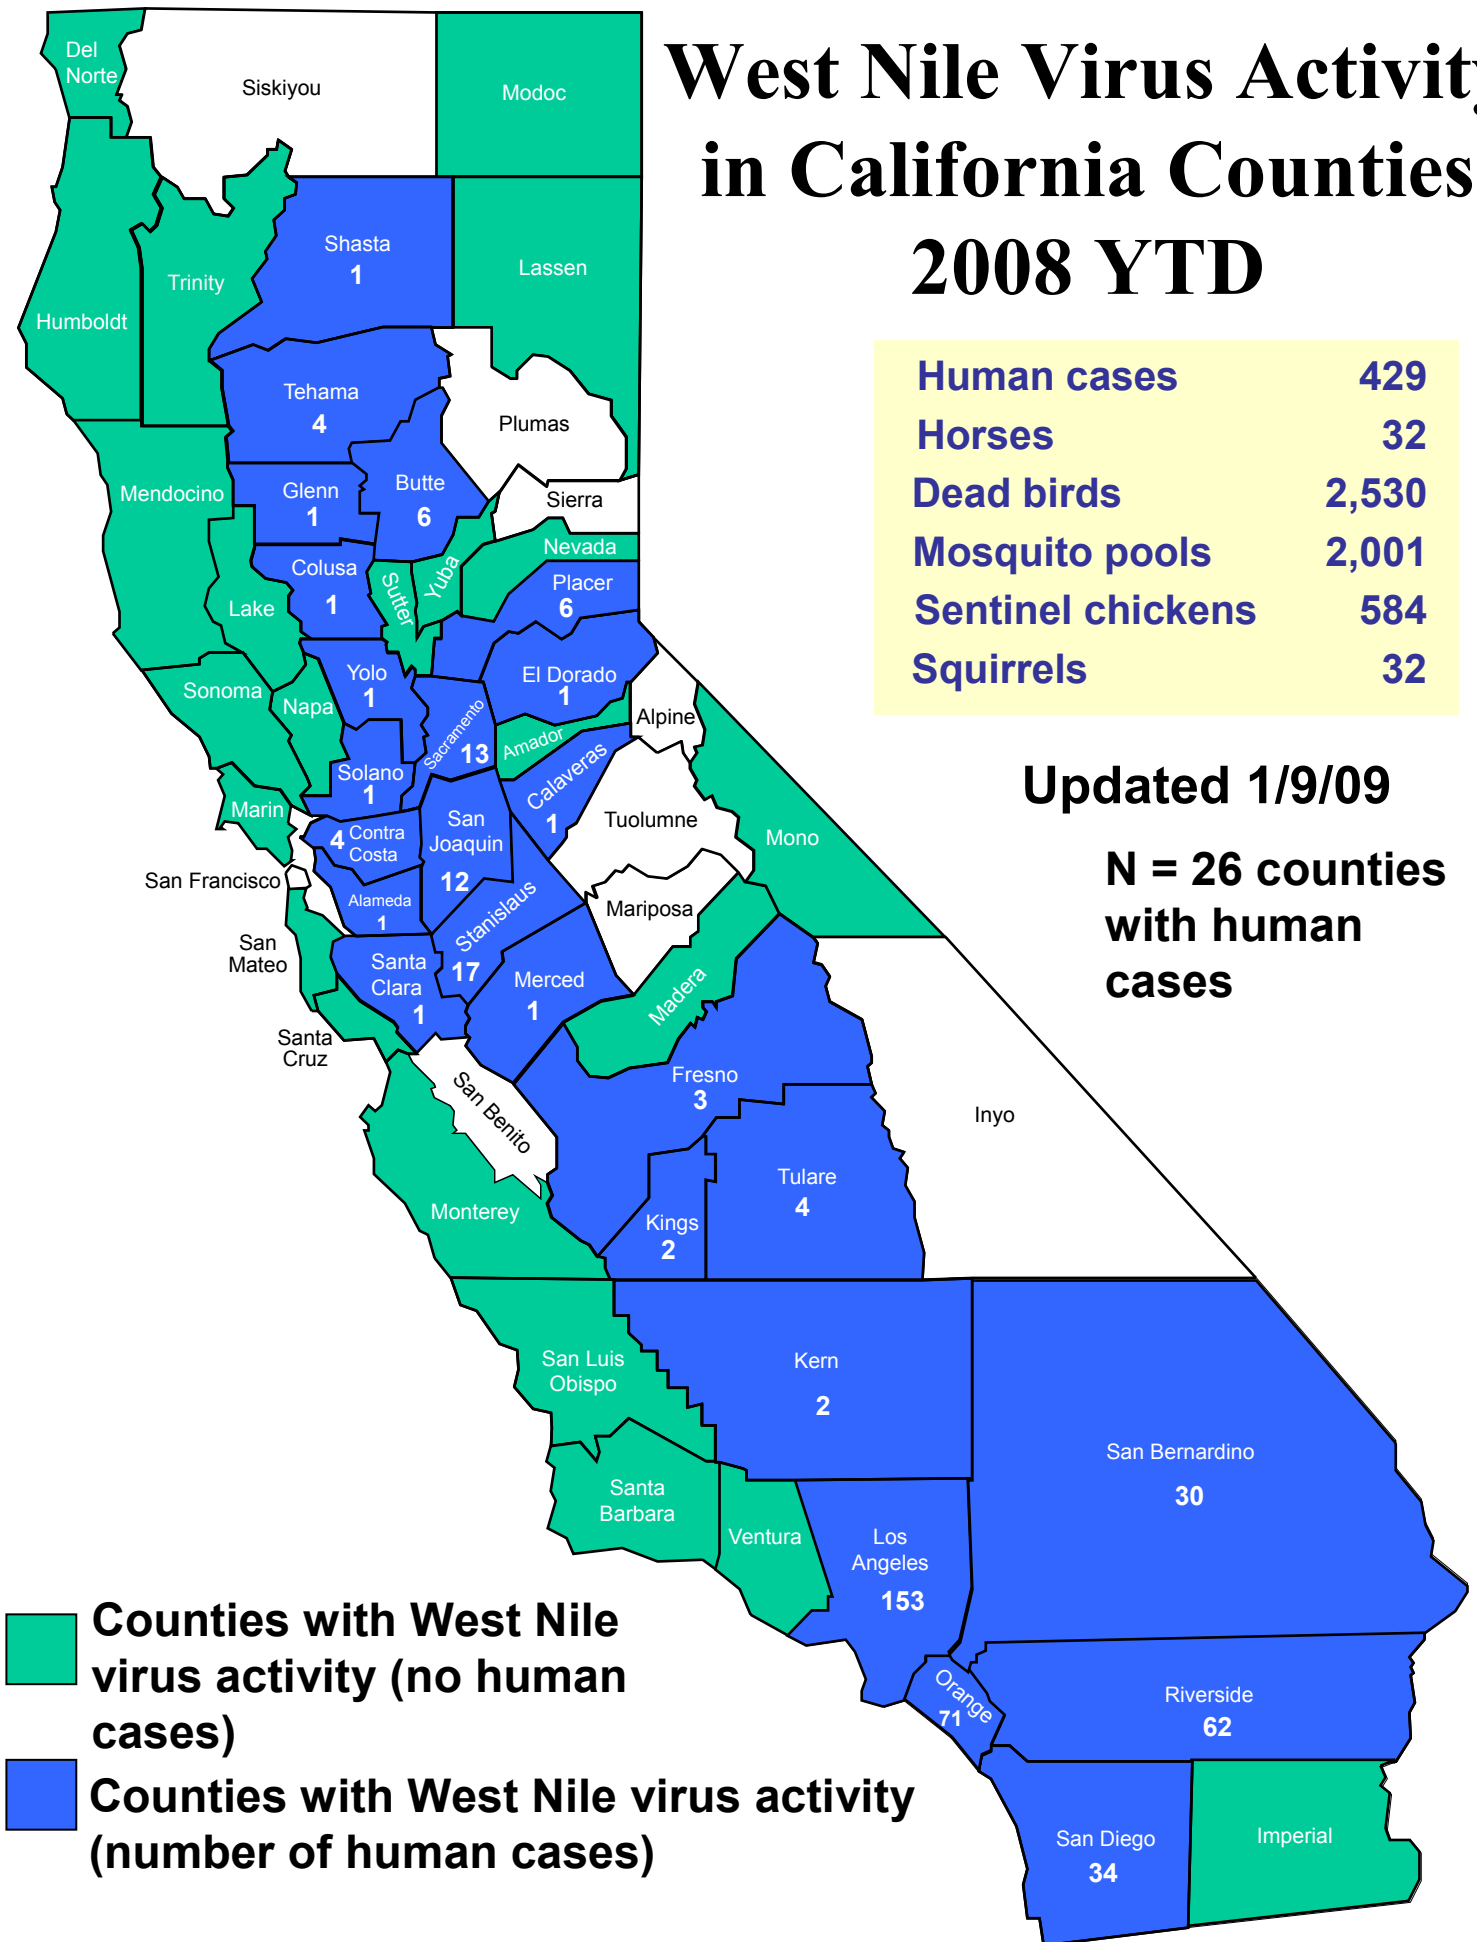 West Nile Virus Activity
in California Counties
2008 YTD
Human cases 429
Horses 32
Dead birds 2,530
Mosquito pools 2,001
Sentinel chickens 584
Squirrels 32
Updated 1/9/09
N = 26 counties
with human
cases
Del
Norte
Siskiyou
Modoc
Shasta
1
Lassen
Trinity
Humboldt
Tehama
4
Plumas
Mendocino
Glenn
1
Butte
6
Sierra
Nevada
Colusa
1
Sutter
Yuba
Placer
6
Lake
Yolo
1
El Dorado
1
Sonoma
Napa
Sacramento
13
Amador
Alpine
Solano
1
Calaveras
1
Marin
4 Contra
Costa
San
Joaquin
12
Tuolumne
Mono
San Francisco
Alameda
1
Stanislaus
17
Mariposa
San
Mateo
Santa
Clara
1
Merced
1
Madera
Santa
Cruz
San Benito
Fresno
3
Inyo
Monterey
Kings
2
Tulare
4
San Luis
Obispo
Kern
2
San Bernardino
30
Santa
Barbara
Ventura
Los
Angeles
153
Orange
71
Riverside
62
San Diego
34
Imperial
Counties with West Nile
virus activity (no human
cases)
Counties with West Nile virus activity
(number of human cases)